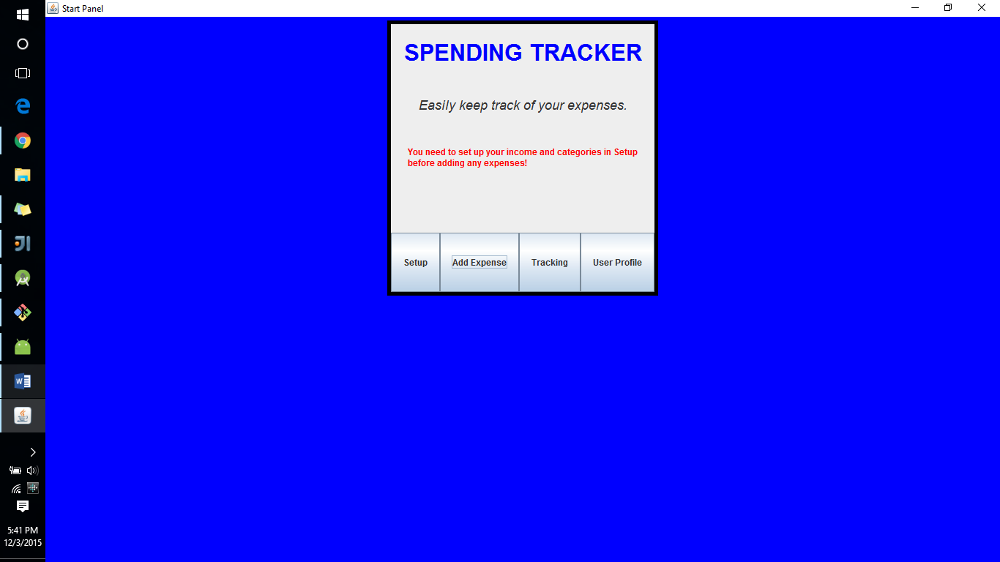 Start Panel
SPENDING TRACKER
Easily keep track of your expenses.
You need to set up your income and categories in Setup
before adding any expenses!
Setup Add Expense Tracking User Profile
5:41 PM
12/3/2015